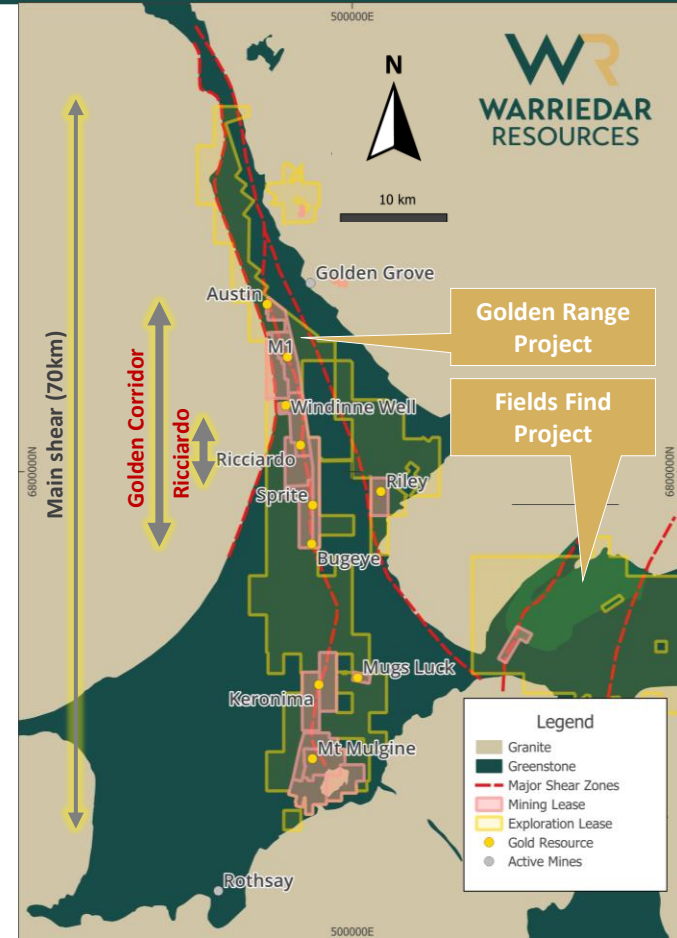 500000E
WR
WARRIEDAR
RESOURCES
N
10 km
Golden Grove
Austin
Golden Range
Project
M1
Fields Find
Project
Windinne Well
Main shear (70km)
Golden Corridor
Ricciardo
Ricciardo
6800000N
6800000N
Riley
Sprite
Bugeye
Mugs Luck
Keronima
Mt Mulgine
Legend
Granite
Greenstone
Major Shear Zones
Mining Lease
Exploration Lease
Gold Resource
Active Mines
Rothsay
500000E